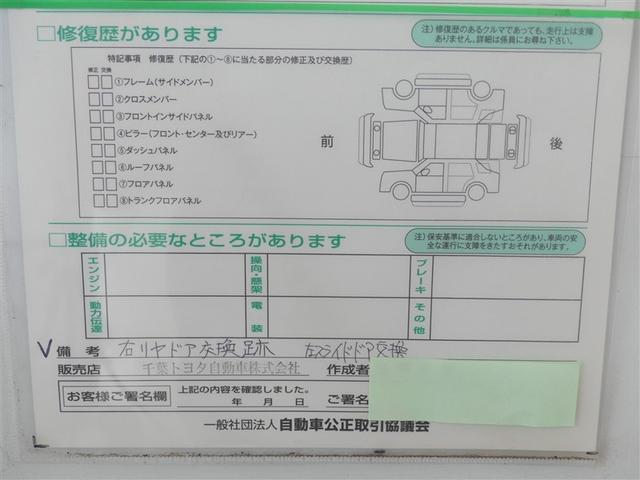 □修復歴があります
注）修復歴のあるクルマであっても、走行上は支障ありません。詳細は係員にお尋ね下さい。
特記事項　修復歴（下記の①～⑧に当たる部分の修正及び交換歴）
修正 交換
□□①フレーム(サイドメンバー)
□□②クロスメンバー
□□③フロントインサイドパネル
□□④ピラー(フロント・センター及びリアー)
□□⑤ダッシュパネル
□□⑥ルーフパネル
□□⑦フロアパネル
□□⑧トランクフロアパネル
前
後
□整備の必要なところがあります
注）保安基準に適合しないところがあり、車両の安全な運行に支障をきたすおそれがあります。
エンジン
操向・懸架
ブレーキ
動力伝達
電装
その他
V 備考 右リヤドア交換跡 左スライドドア交換
販売店 千葉トヨタ自動車株式会社 作成者
お客様ご署名欄 上記の内容を確認しました。
年 月 日 ご署名
一般社団法人 自動車公正取引協議会